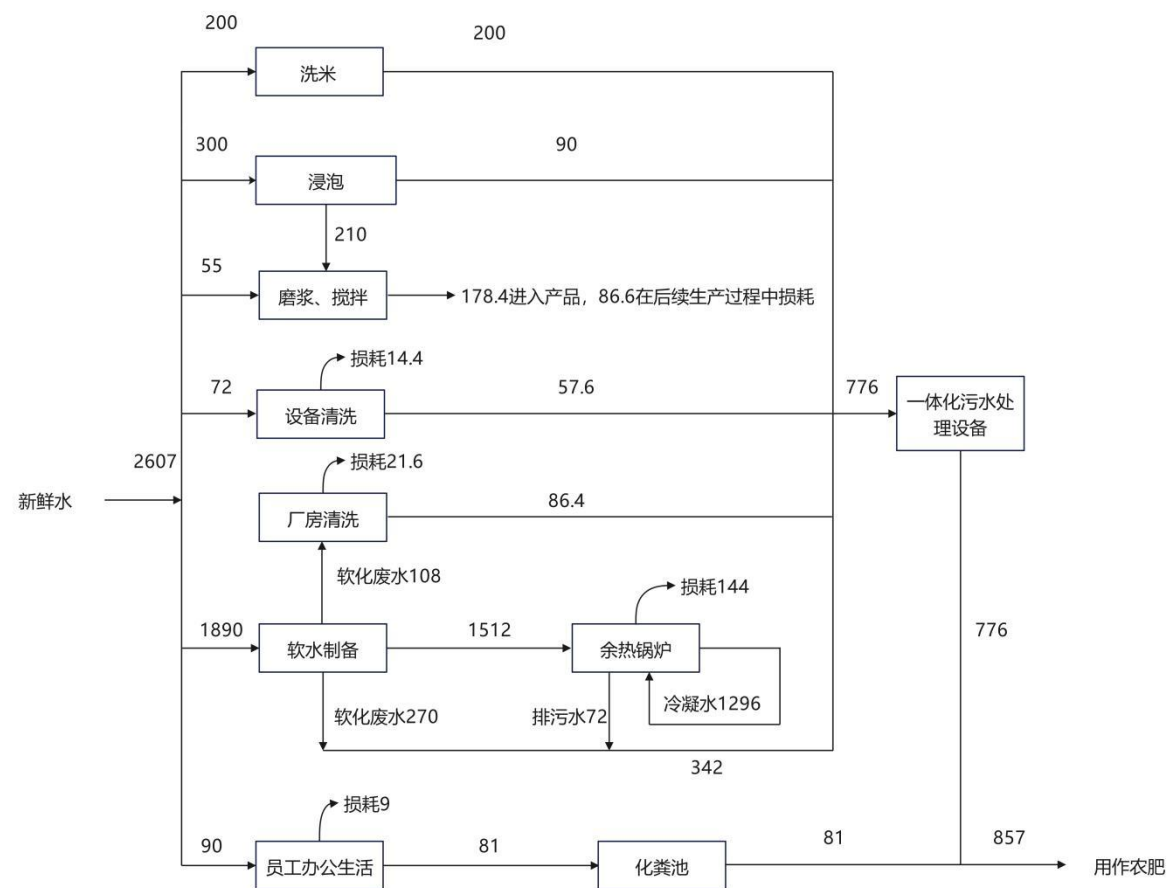 200
200
洗米
300
90
浸泡
210
55
磨浆、搅拌
178.4进入产品，86.6在后续生产过程中损耗
损耗14.4
72
57.6
776
设备清洗
一体化污水处
理设备
2607
损耗21.6
新鲜水
86.4
厂房清洗
软化废水108
损耗144
1890
1512
776
软水制备
余热锅炉
冷凝水1296
软化废水270
排污水72
342
损耗9
90
81
81
857
员工办公生活
化粪池
用作农肥